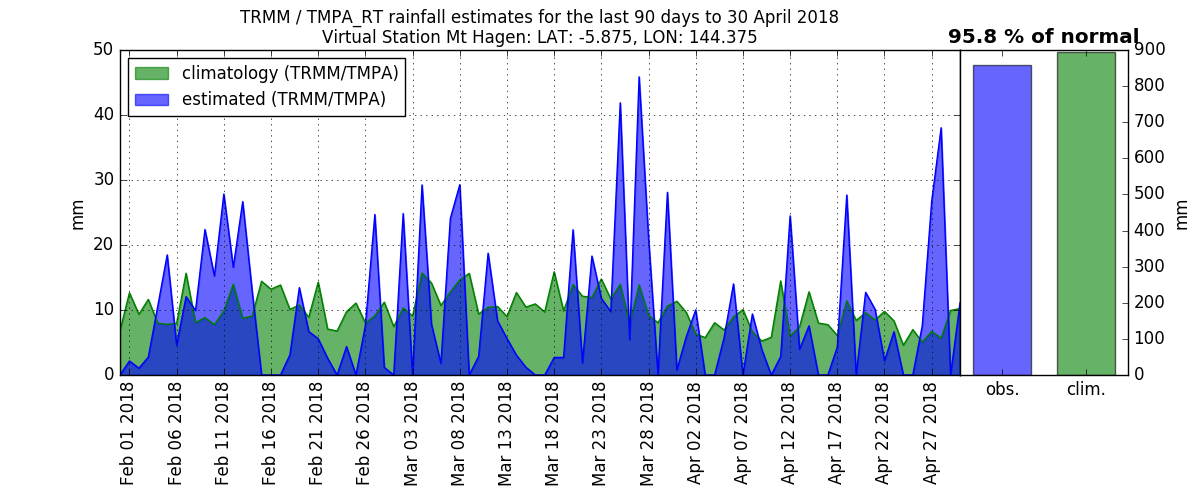 TRMM / TMPA_RT rainfall estimates for the last 90 days to 30 April 2018
Virtual Station Mt Hagen: LAT: -5.875, LON: 144.375
95.8 % of normal
climatology (TRMM/TMPA)
estimated (TRMM/TMPA)
50
40
30
20
10
0
mm
900
800
700
600
500
400
300
200
100
0
mm
obs.
clim.
Feb 01 2018
Feb 06 2018
Feb 11 2018
Feb 16 2018
Feb 21 2018
Feb 26 2018
Mar 03 2018
Mar 08 2018
Mar 13 2018
Mar 18 2018
Mar 23 2018
Mar 28 2018
Apr 02 2018
Apr 07 2018
Apr 12 2018
Apr 17 2018
Apr 22 2018
Apr 27 2018